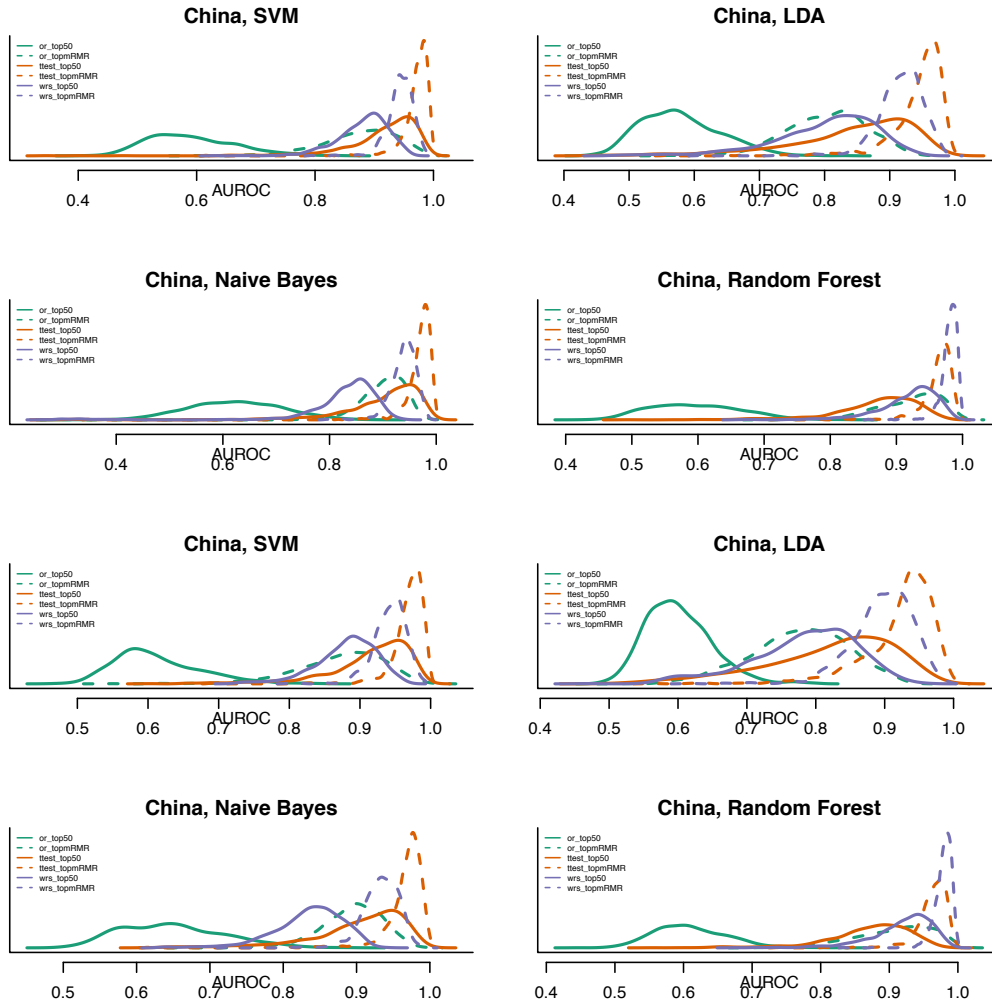 China, SVM
or_top50
or_topmRMR
ttest_top50
ttest_topmRMR
wrs_top50
wrs_topmRMR
0.4 0.6 0.8 1.0
AUROC
China, LDA
or_top50
or_topmRMR
ttest_top50
ttest_topmRMR
wrs_top50
wrs_topmRMR
0.4 0.5 0.6 0.7 0.8 0.9 1.0
AUROC
China, Naive Bayes
or_top50
or_topmRMR
ttest_top50
ttest_topmRMR
wrs_top50
wrs_topmRMR
0.4 0.6 0.8 1.0
AUROC
China, Random Forest
or_top50
or_topmRMR
ttest_top50
ttest_topmRMR
wrs_top50
wrs_topmRMR
0.4 0.5 0.6 0.7 0.8 0.9 1.0
AUROC
China, SVM
or_top50
or_topmRMR
ttest_top50
ttest_topmRMR
wrs_top50
wrs_topmRMR
0.5 0.6 0.7 0.8 0.9 1.0
AUROC
China, LDA
or_top50
or_topmRMR
ttest_top50
ttest_topmRMR
wrs_top50
wrs_topmRMR
0.4 0.5 0.6 0.7 0.8 0.9 1.0
AUROC
China, Naive Bayes
or_top50
or_topmRMR
ttest_top50
ttest_topmRMR
wrs_top50
wrs_topmRMR
0.5 0.6 0.7 0.8 0.9 1.0
AUROC
China, Random Forest
or_top50
or_topmRMR
ttest_top50
ttest_topmRMR
wrs_top50
wrs_topmRMR
0.4 0.5 0.6 0.7 0.8 0.9 1.0
AUROC